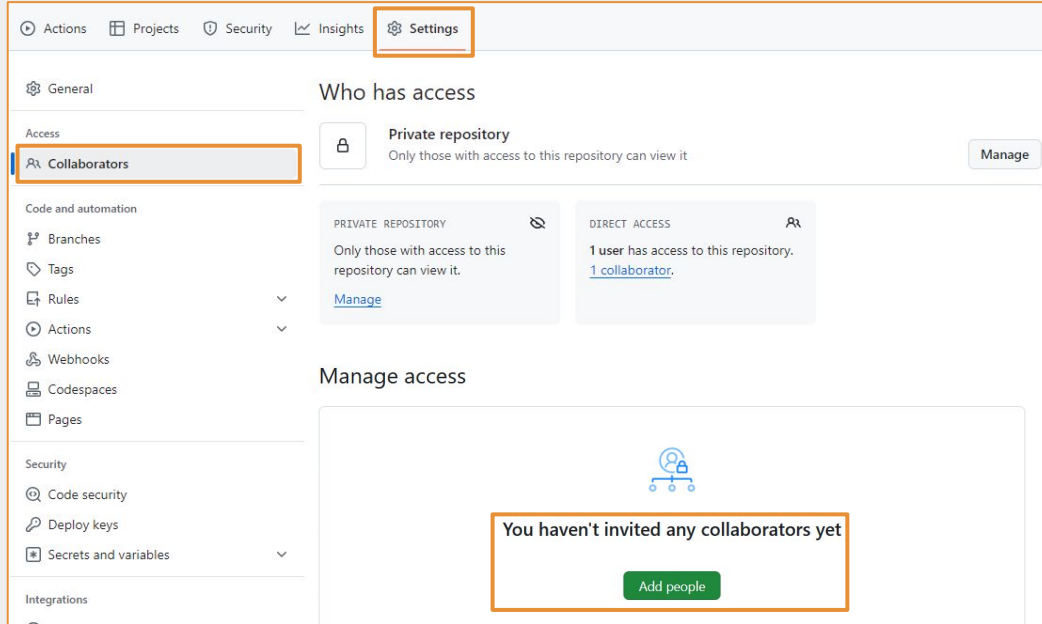 Actions Projects Security Insights Settings
General
Access
Collaborators
Code and automation
Branches
Tags
Rules
Actions
Webhooks
Codespaces
Pages
Security
Code security
Deploy keys
Secrets and variables
Integrations
Who has access
Private repository
Only those with access to this repository can view it
Manage
PRIVATE REPOSITORY
Only those with access to this
repository can view it.
Manage
DIRECT ACCESS
1 user has access to this repository.
1 collaborator.
Manage access
You haven't invited any collaborators yet
Add people